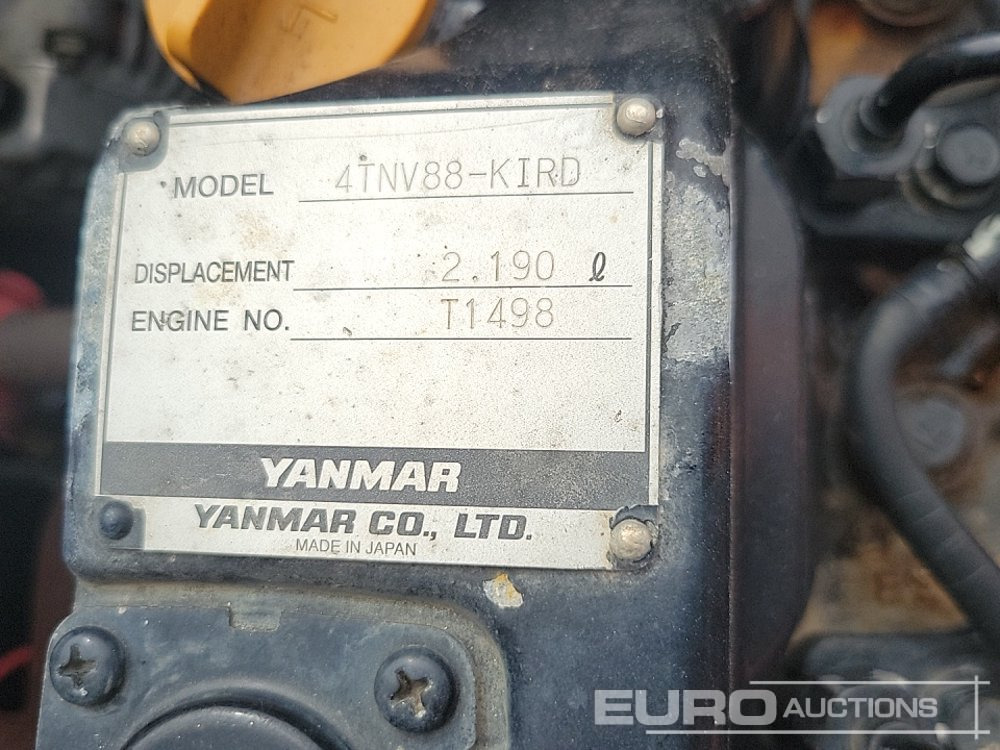 MODEL 4TNV88-KIRD
DISPLACEMENT 2.190 ℓ
ENGINE NO. T1498
YANMAR
YANMAR CO., LTD.
MADE IN JAPAN
EURO AUCTIONS